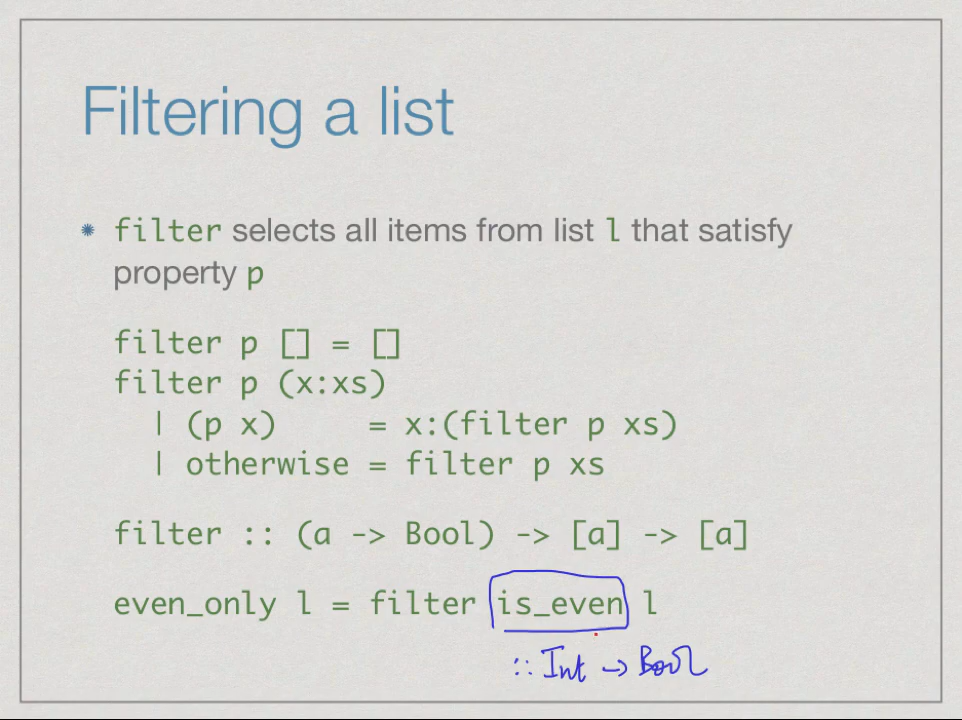 Filtering a list
filter selects all items from list l that satisfy
property p
filter p [] = []
filter p (x:xs)
| (p x) = x:(filter p xs)
| otherwise = filter p xs
filter :: (a -> Bool) -> [a] -> [a]
even_only l = filter is_even l
:: Int -> Bool